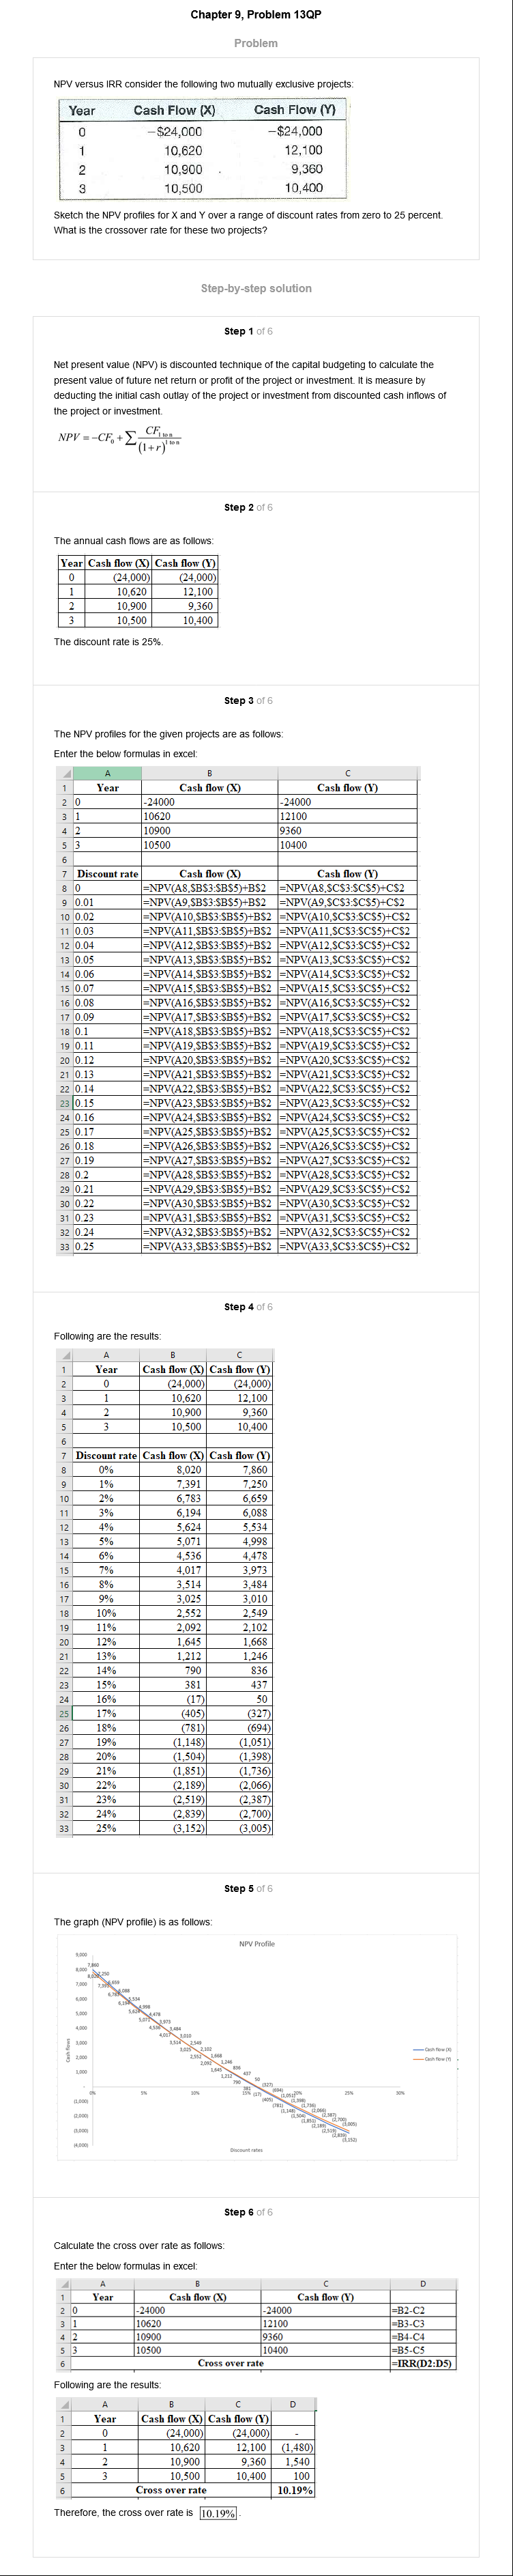 Chapter 9, Problem 13QP
Problem
NPV versus IRR consider the following two mutually exclusive projects:
Year Cash Flow (X) Cash Flow (Y)
0 −$24,000 −$24,000
1 10,620 12,100
2 10,900 9,360
3 10,500 10,400
Sketch the NPV profiles for X and Y over a range of discount rates from zero to 25 percent.
What is the crossover rate for these two projects?
Step-by-step solution
Step 1 of 6
Net present value (NPV) is discounted technique of the capital budgeting to calculate the
present value of future net return or profit of the project or investment. It is measure by
deducting the initial cash outlay of the project or investment from discounted cash inflows of
the project or investment.
NPV = −CF₀ + ∑ CF₁ to n / (1+r)^1 to n
Step 2 of 6
The annual cash flows are as follows:
Year Cash flow (X) Cash flow (Y)
0 (24,000) (24,000)
1 10,620 12,100
2 10,900 9,360
3 10,500 10,400
The discount rate is 25%.
Step 3 of 6
The NPV profiles for the given projects are as follows:
Enter the below formulas in excel:
A B C
1 Year Cash flow (X) Cash flow (Y)
2 0 -24000 -24000
3 1 10620 12100
4 2 10900 9360
5 3 10500 10400
6
7 Discount rate Cash flow (X) Cash flow (Y)
8 0 =NPV(A8,$B$3:$B$5)+B$2 =NPV(A8,$C$3:$C$5)+C$2
9 0.01 =NPV(A9,$B$3:$B$5)+B$2 =NPV(A9,$C$3:$C$5)+C$2
10 0.02 =NPV(A10,$B$3:$B$5)+B$2 =NPV(A10,$C$3:$C$5)+C$2
11 0.03 =NPV(A11,$B$3:$B$5)+B$2 =NPV(A11,$C$3:$C$5)+C$2
12 0.04 =NPV(A12,$B$3:$B$5)+B$2 =NPV(A12,$C$3:$C$5)+C$2
13 0.05 =NPV(A13,$B$3:$B$5)+B$2 =NPV(A13,$C$3:$C$5)+C$2
14 0.06 =NPV(A14,$B$3:$B$5)+B$2 =NPV(A14,$C$3:$C$5)+C$2
15 0.07 =NPV(A15,$B$3:$B$5)+B$2 =NPV(A15,$C$3:$C$5)+C$2
16 0.08 =NPV(A16,$B$3:$B$5)+B$2 =NPV(A16,$C$3:$C$5)+C$2
17 0.09 =NPV(A17,$B$3:$B$5)+B$2 =NPV(A17,$C$3:$C$5)+C$2
18 0.1 =NPV(A18,$B$3:$B$5)+B$2 =NPV(A18,$C$3:$C$5)+C$2
19 0.11 =NPV(A19,$B$3:$B$5)+B$2 =NPV(A19,$C$3:$C$5)+C$2
20 0.12 =NPV(A20,$B$3:$B$5)+B$2 =NPV(A20,$C$3:$C$5)+C$2
21 0.13 =NPV(A21,$B$3:$B$5)+B$2 =NPV(A21,$C$3:$C$5)+C$2
22 0.14 =NPV(A22,$B$3:$B$5)+B$2 =NPV(A22,$C$3:$C$5)+C$2
23 0.15 =NPV(A23,$B$3:$B$5)+B$2 =NPV(A23,$C$3:$C$5)+C$2
24 0.16 =NPV(A24,$B$3:$B$5)+B$2 =NPV(A24,$C$3:$C$5)+C$2
25 0.17 =NPV(A25,$B$3:$B$5)+B$2 =NPV(A25,$C$3:$C$5)+C$2
26 0.18 =NPV(A26,$B$3:$B$5)+B$2 =NPV(A26,$C$3:$C$5)+C$2
27 0.19 =NPV(A27,$B$3:$B$5)+B$2 =NPV(A27,$C$3:$C$5)+C$2
28 0.2 =NPV(A28,$B$3:$B$5)+B$2 =NPV(A28,$C$3:$C$5)+C$2
29 0.21 =NPV(A29,$B$3:$B$5)+B$2 =NPV(A29,$C$3:$C$5)+C$2
30 0.22 =NPV(A30,$B$3:$B$5)+B$2 =NPV(A30,$C$3:$C$5)+C$2
31 0.23 =NPV(A31,$B$3:$B$5)+B$2 =NPV(A31,$C$3:$C$5)+C$2
32 0.24 =NPV(A32,$B$3:$B$5)+B$2 =NPV(A32,$C$3:$C$5)+C$2
33 0.25 =NPV(A33,$B$3:$B$5)+B$2 =NPV(A33,$C$3:$C$5)+C$2
Step 4 of 6
Following are the results:
A B C
1 Year Cash flow (X) Cash flow (Y)
2 0 (24,000) (24,000)
3 1 10,620 12,100
4 2 10,900 9,360
5 3 10,500 10,400
6
7 Discount rate Cash flow (X) Cash flow (Y)
8 0% 8,020 7,860
9 1% 7,391 7,250
10 2% 6,783 6,659
11 3% 6,194 6,088
12 4% 5,624 5,534
13 5% 5,071 4,998
14 6% 4,536 4,478
15 7% 4,017 3,973
16 8% 3,514 3,484
17 9% 3,025 3,010
18 10% 2,552 2,549
19 11% 2,092 2,102
20 12% 1,645 1,668
21 13% 1,212 1,246
22 14% 790 836
23 15% 381 437
24 16% (17) 50
25 17% (405) (327)
26 18% (781) (694)
27 19% (1,148) (1,051)
28 20% (1,504) (1,398)
29 21% (1,851) (1,736)
30 22% (2,189) (2,066)
31 23% (2,519) (2,387)
32 24% (2,839) (2,700)
33 25% (3,152) (3,005)
Step 5 of 6
The graph (NPV profile) is as follows:
NPV Profile
9,000
8,000
7,000
6,000
5,000
4,000
3,000
2,000
1,000
-
(1,000)
(2,000)
(3,000)
(4,000)
Cash flows
0% 5% 10% 15% 20% 25% 30%
Discount rates
Cash flow (X)
Cash flow (Y)
Step 6 of 6
Calculate the cross over rate as follows:
Enter the below formulas in excel:
A B C D
1 Year Cash flow (X) Cash flow (Y)
2 0 -24000 -24000 =B2-C2
3 1 10620 12100 =B3-C3
4 2 10900 9360 =B4-C4
5 3 10500 10400 =B5-C5
6 Cross over rate =IRR(D2:D5)
Following are the results:
A B C D
1 Year Cash flow (X) Cash flow (Y)
2 0 (24,000) (24,000) -
3 1 10,620 12,100 (1,480)
4 2 10,900 9,360 1,540
5 3 10,500 10,400 100
6 Cross over rate 10.19%
Therefore, the cross over rate is 10.19%.